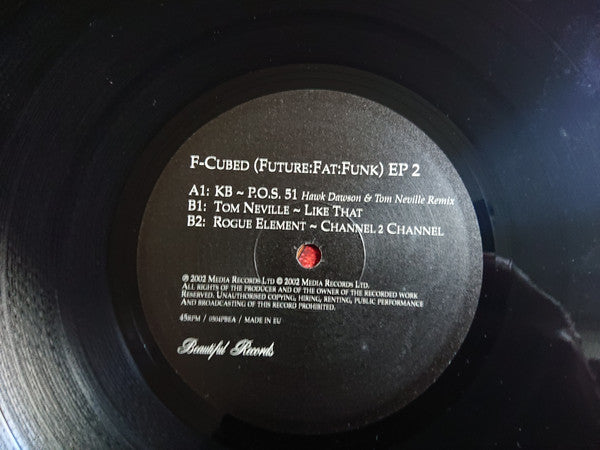 F-Cubed (Future:Fat:Funk) EP 2
A1: KB ~ P.O.S. 51 Hawk Dawson & Tom Neville Remix
B1: Tom Neville ~ Like That
B2: Rogue Element ~ Channel 2 Channel
℗ 2002 Media Records Ltd © 2002 Media Records Ltd.
All rights of the producer and of the owner of the recorded work
Reserved. Unauthorised copying, hiring, renting, public performance
And broadcasting of this record prohibited.
45RPM / 0504PBEA / Made in EU
Beautiful Records